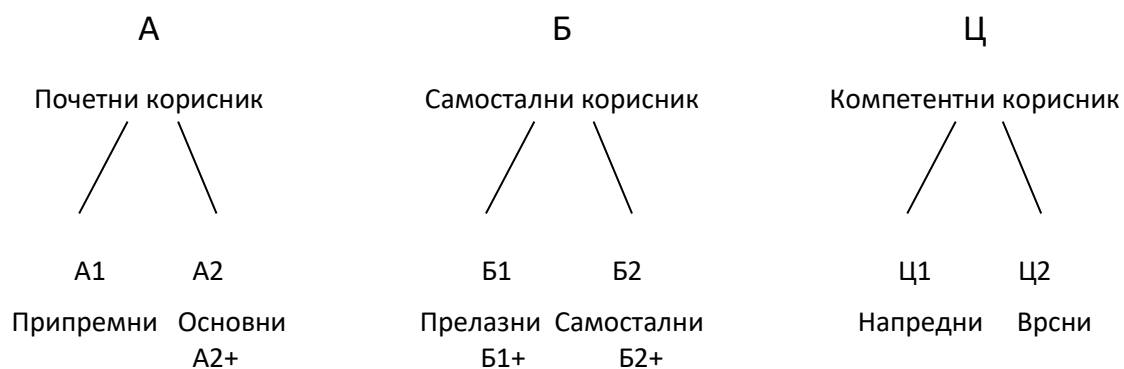 А Б Ц
Почетни корисник Самостални корисник Компетентни корисник
А1 А2 Б1 Б2 Ц1 Ц2
Припремни Основни Прелазни Самостални Напредни Врсни
А2+ Б1+ Б2+